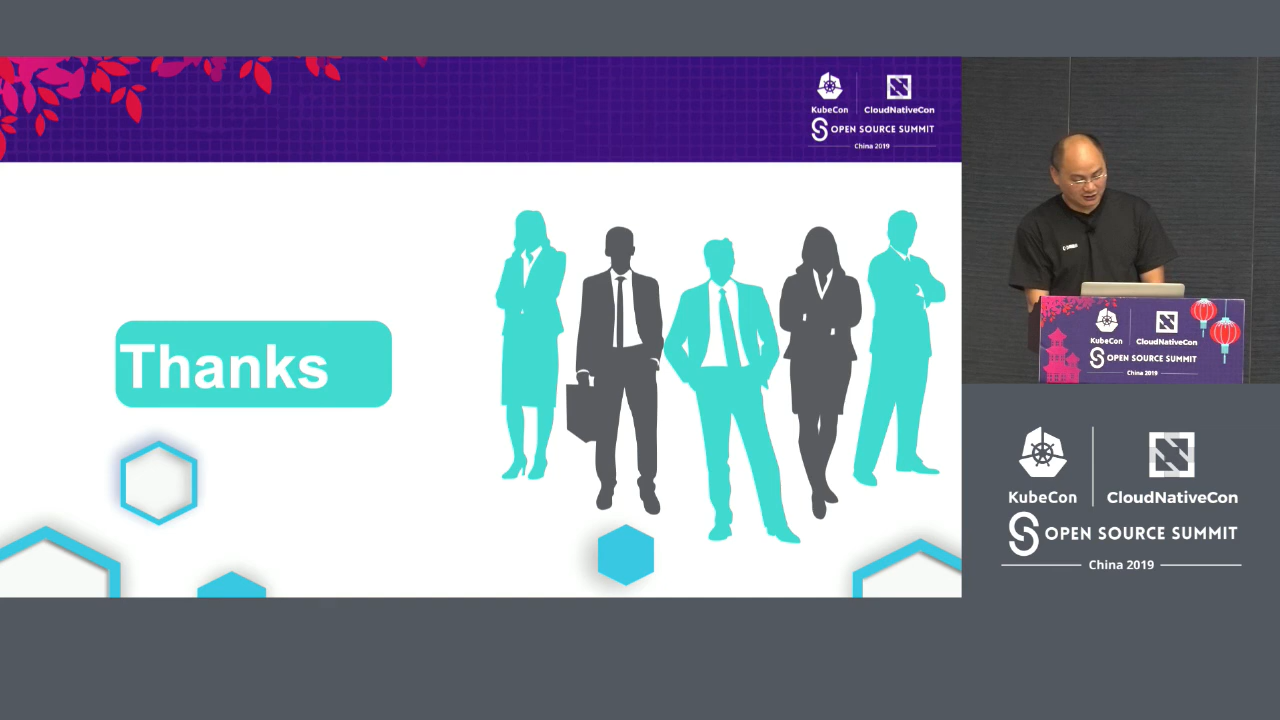 KubeCon
CloudNativeCon
OPEN SOURCE SUMMIT
China 2019
Thanks
KubeCon
CloudNativeCon
OPEN SOURCE SUMMIT
China 2019
KubeCon
CloudNativeCon
OPEN SOURCE SUMMIT
China 2019